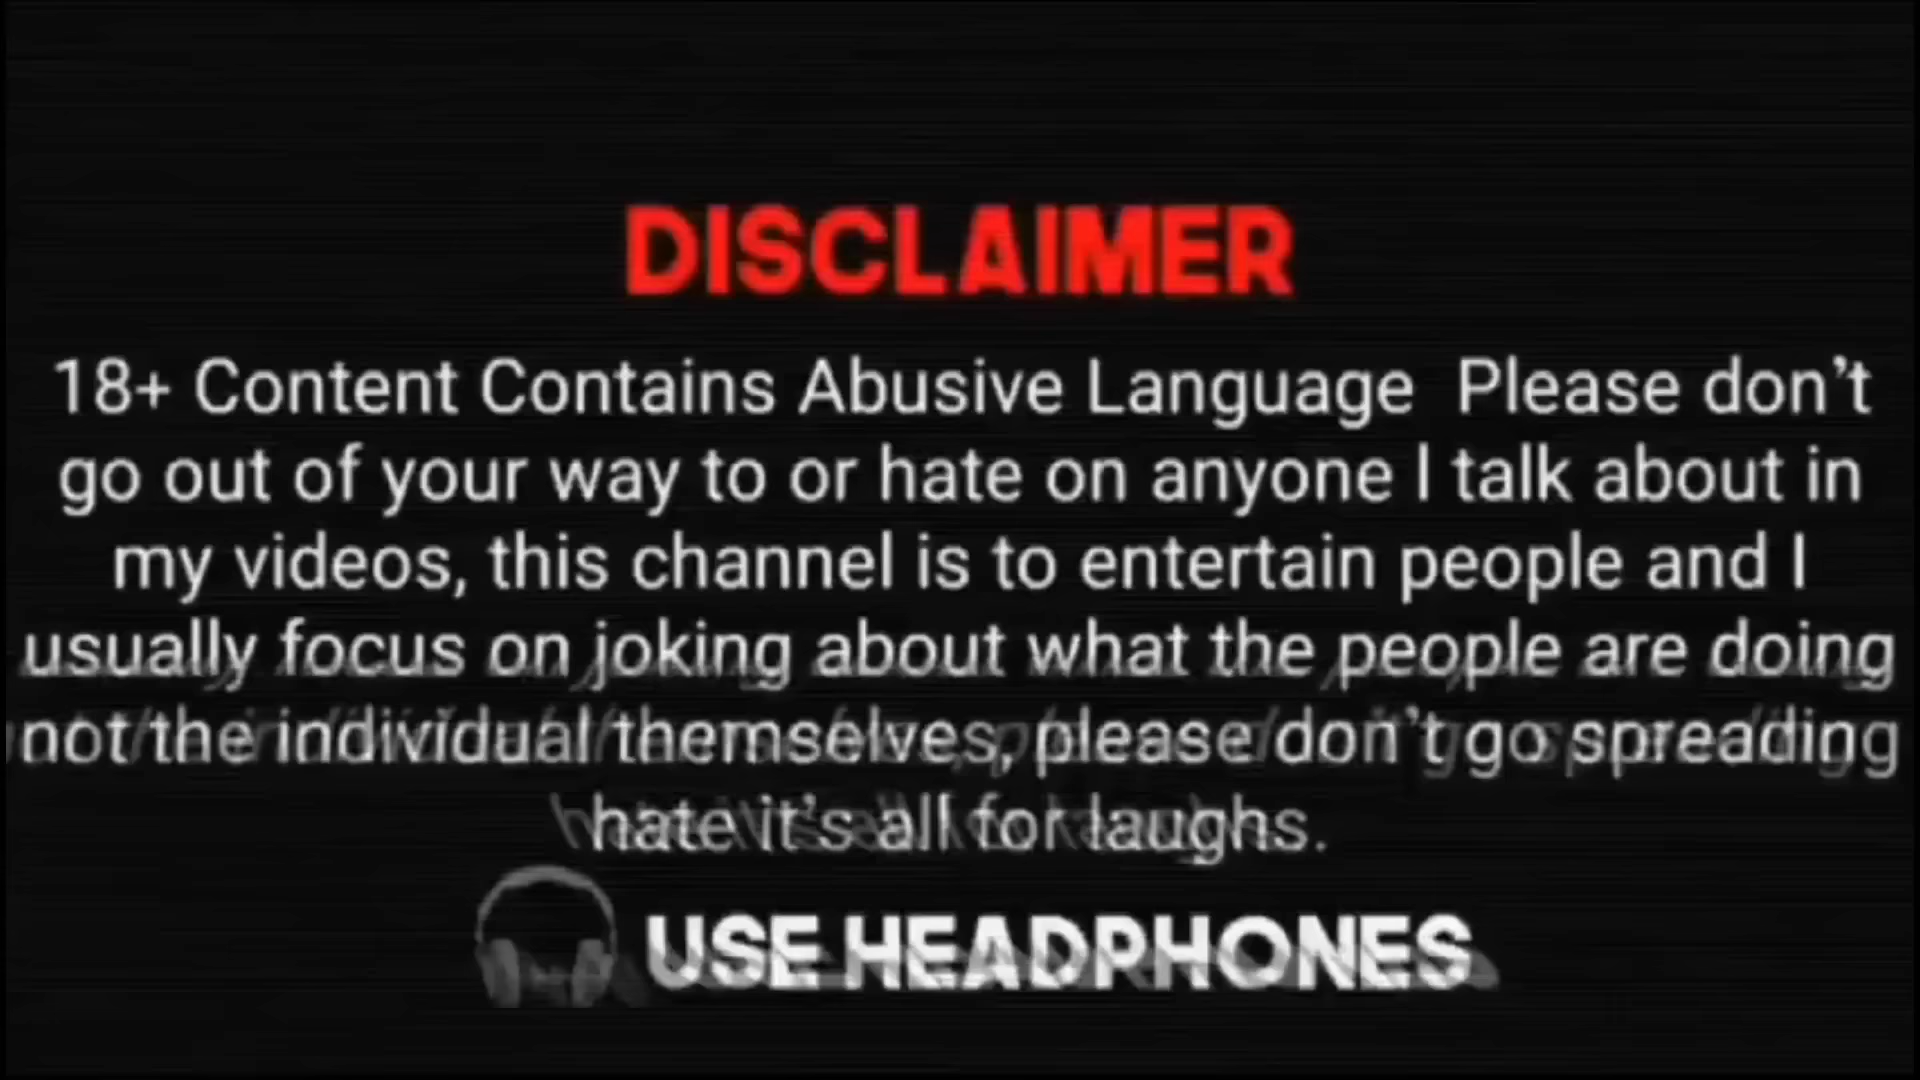 DISCLAIMER
18+ Content Contains Abusive Language  Please don't
go out of your way to or hate on anyone I talk about in
my videos, this channel is to entertain people and I
usually focus on joking about what the people are doing
not the individual themselves, please don't go spreading
hate it's all for laughs.
USE HEADPHONES